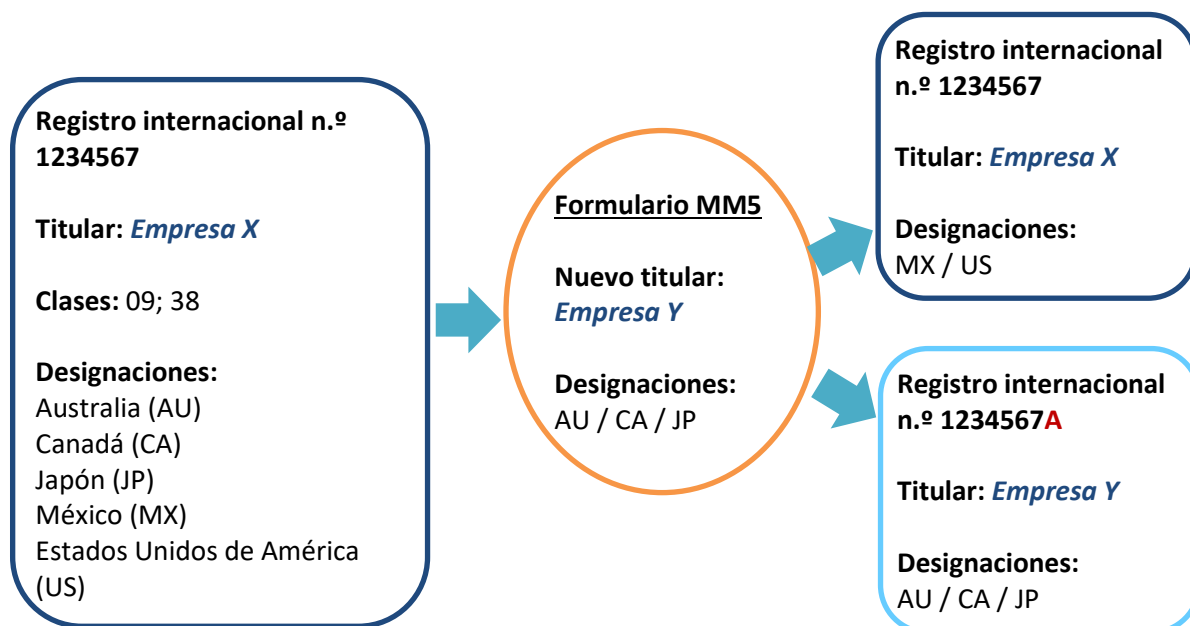 Registro internacional n.º
1234567
Titular: Empresa X
Clases: 09; 38
Designaciones:
Australia (AU)
Canadá (CA)
Japón (JP)
México (MX)
Estados Unidos de América
(US)
Formulario MM5
Nuevo titular:
Empresa Y
Designaciones:
AU / CA / JP
Registro internacional
n.º 1234567
Titular: Empresa X
Designaciones:
MX / US
Registro internacional
n.º 1234567A
Titular: Empresa Y
Designaciones:
AU / CA / JP